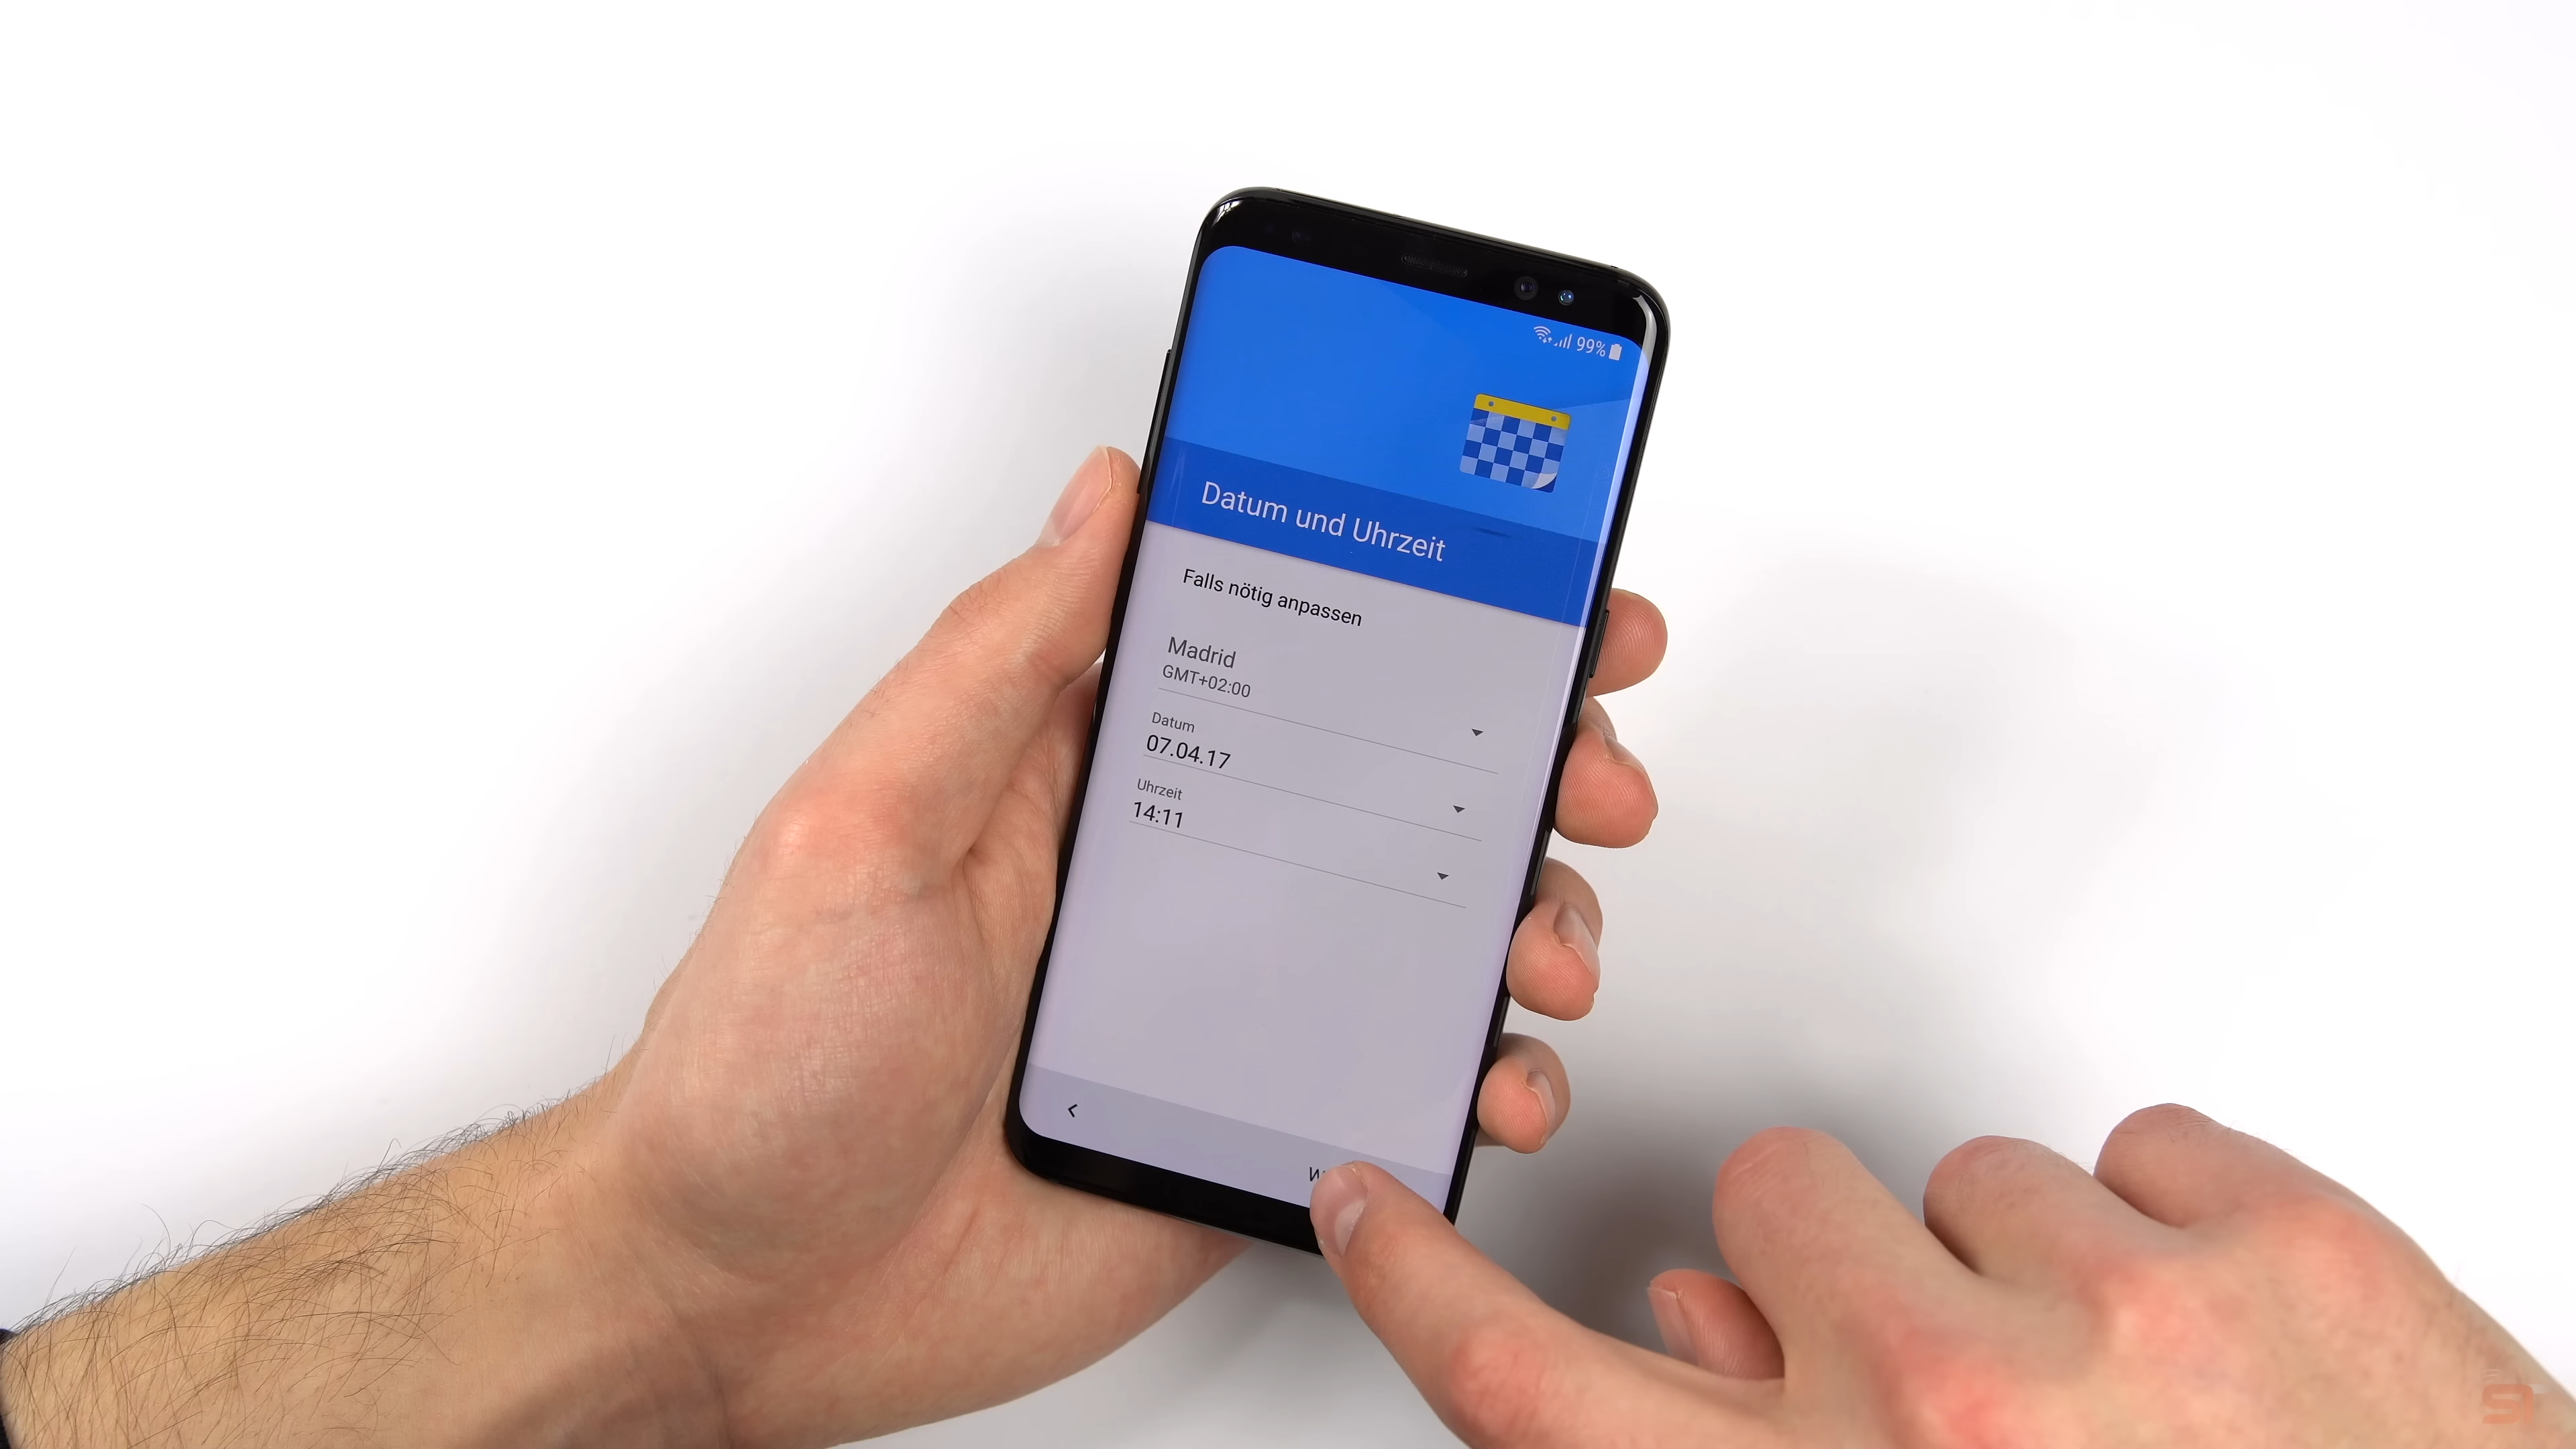 99%
Datum und Uhrzeit
Falls nötig anpassen
Madrid
GMT+02:00
Datum
07.04.17
Uhrzeit
14:11